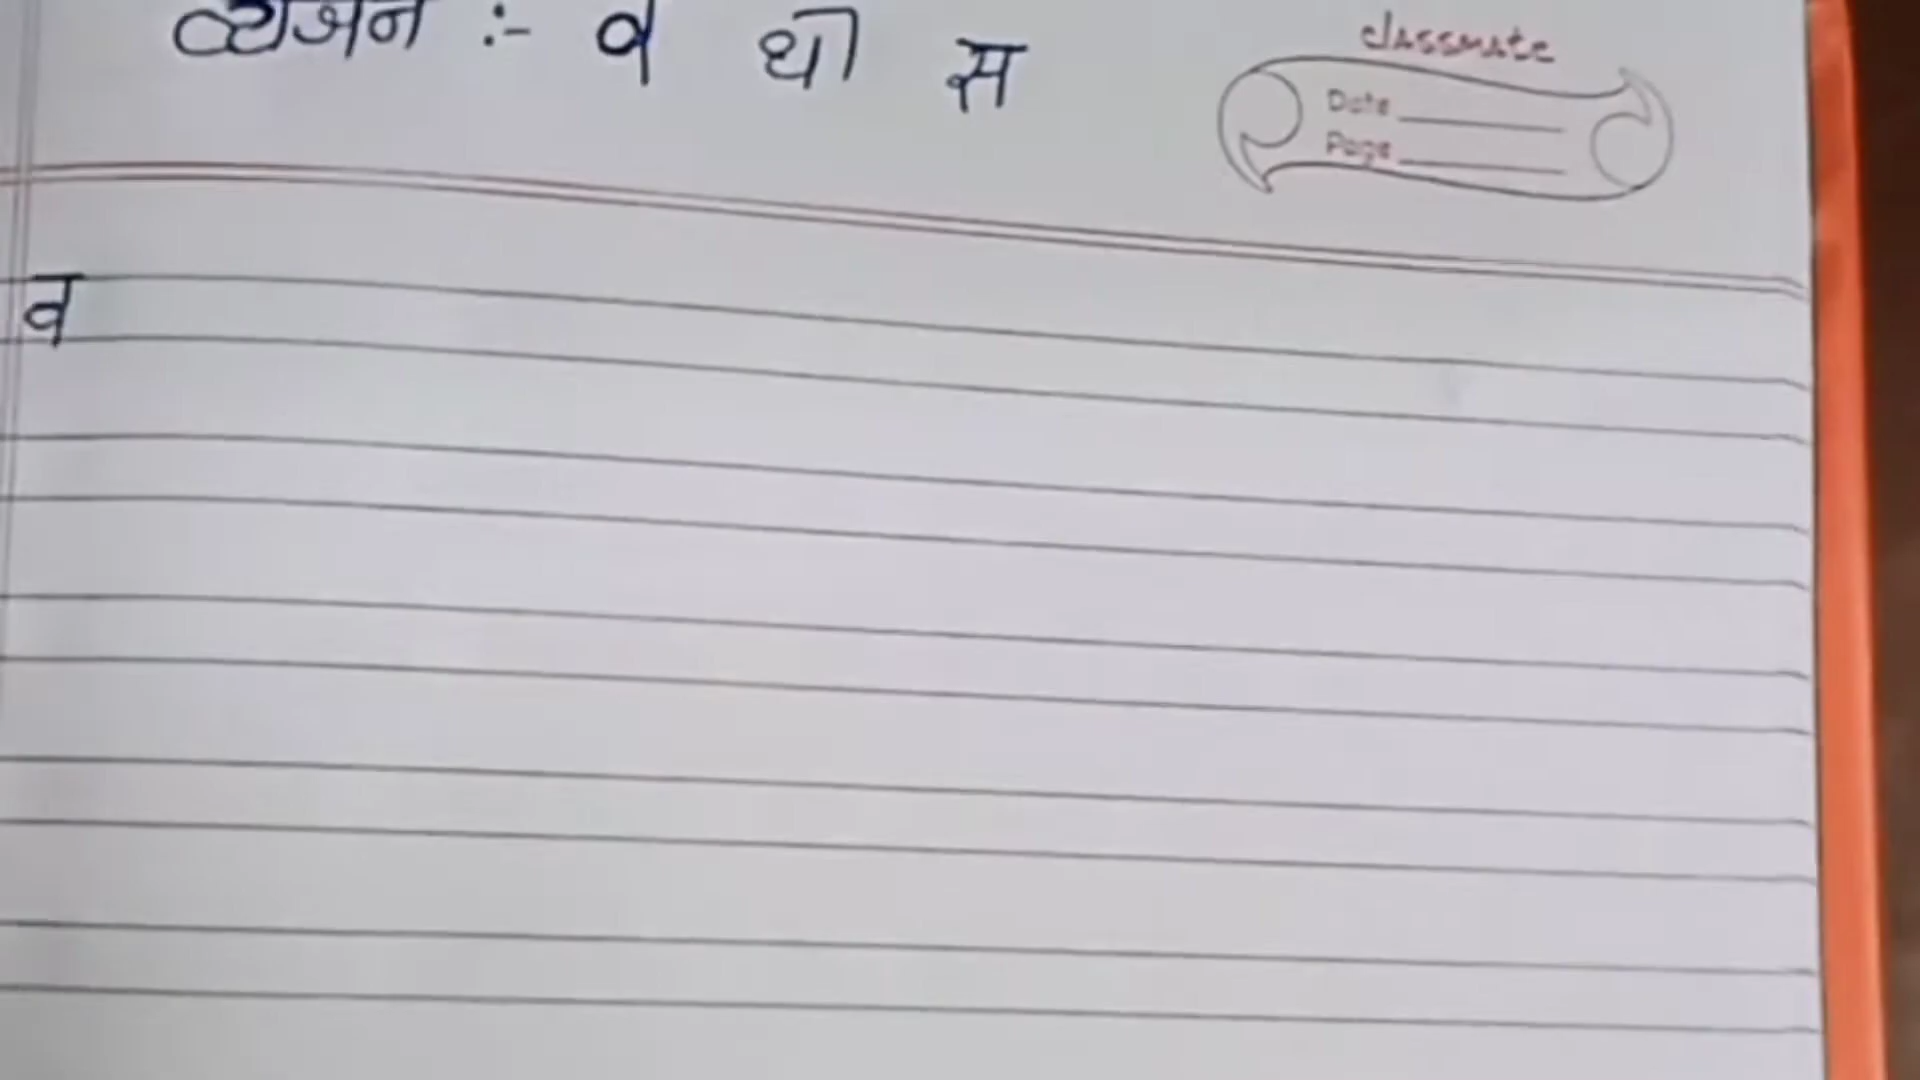 व्यंजन :- व थी स
classmate
Date
Page
व